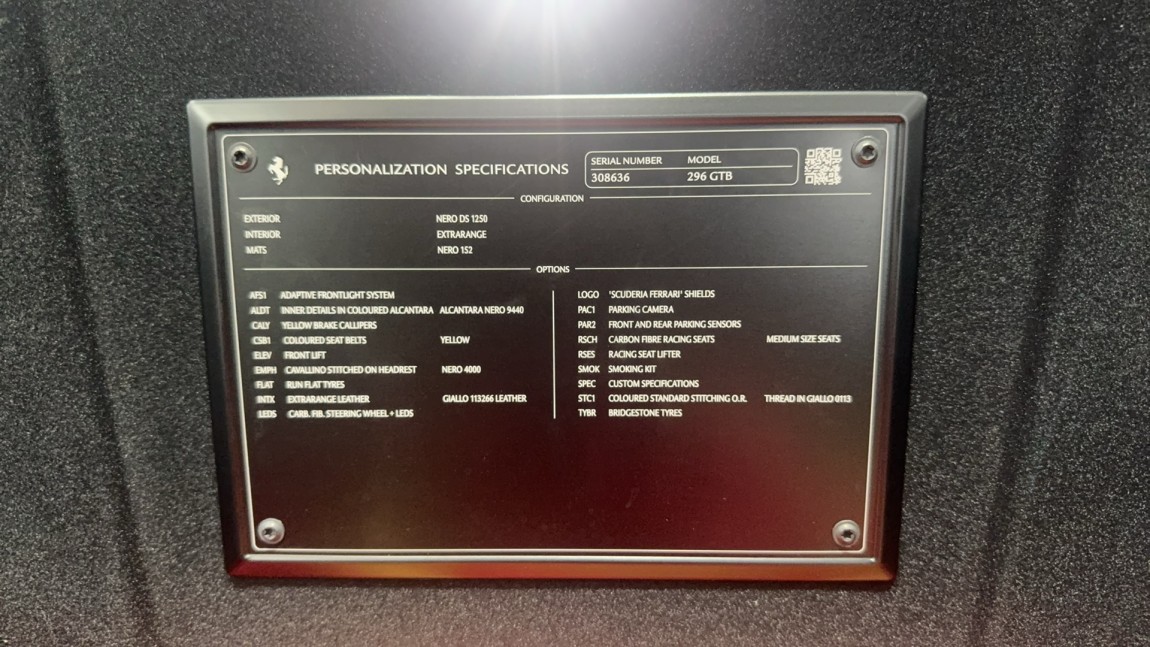 PERSONALIZATION SPECIFICATIONS
SERIAL NUMBER MODEL
308636 296 GTB
CONFIGURATION
EXTERIOR NERO DS 1250
INTERIOR EXTRARANGE
MATS NERO 152
OPTIONS
AFS1 ADAPTIVE FRONTLIGHT SYSTEM
ALDT INNER DETAILS IN COLOURED ALCANTARA ALCANTARA NERO 9440
CALY YELLOW BRAKE CALLIPERS
CSB1 COLOURED SEAT BELTS YELLOW
ELEV FRONT LIFT
EMPH CAVALLINO STITCHED ON HEADREST NERO 4000
FLAT RUN FLAT TYRES
INTX EXTRARANGE LEATHER GIALLO 113266 LEATHER
LEDS CARB. FIB. STEERING WHEEL + LEDS
LOGO 'SCUDERIA FERRARI' SHIELDS
PAC1 PARKING CAMERA
PAR2 FRONT AND REAR PARKING SENSORS
RSCH CARBON FIBRE RACING SEATS MEDIUM SIZE SEATS
RSES RACING SEAT LIFTER
SMOK SMOKING KIT
SPEC CUSTOM SPECIFICATIONS
STC1 COLOURED STANDARD STITCHING O.R. THREAD IN GIALLO 0113
TYBR BRIDGESTONE TYRES